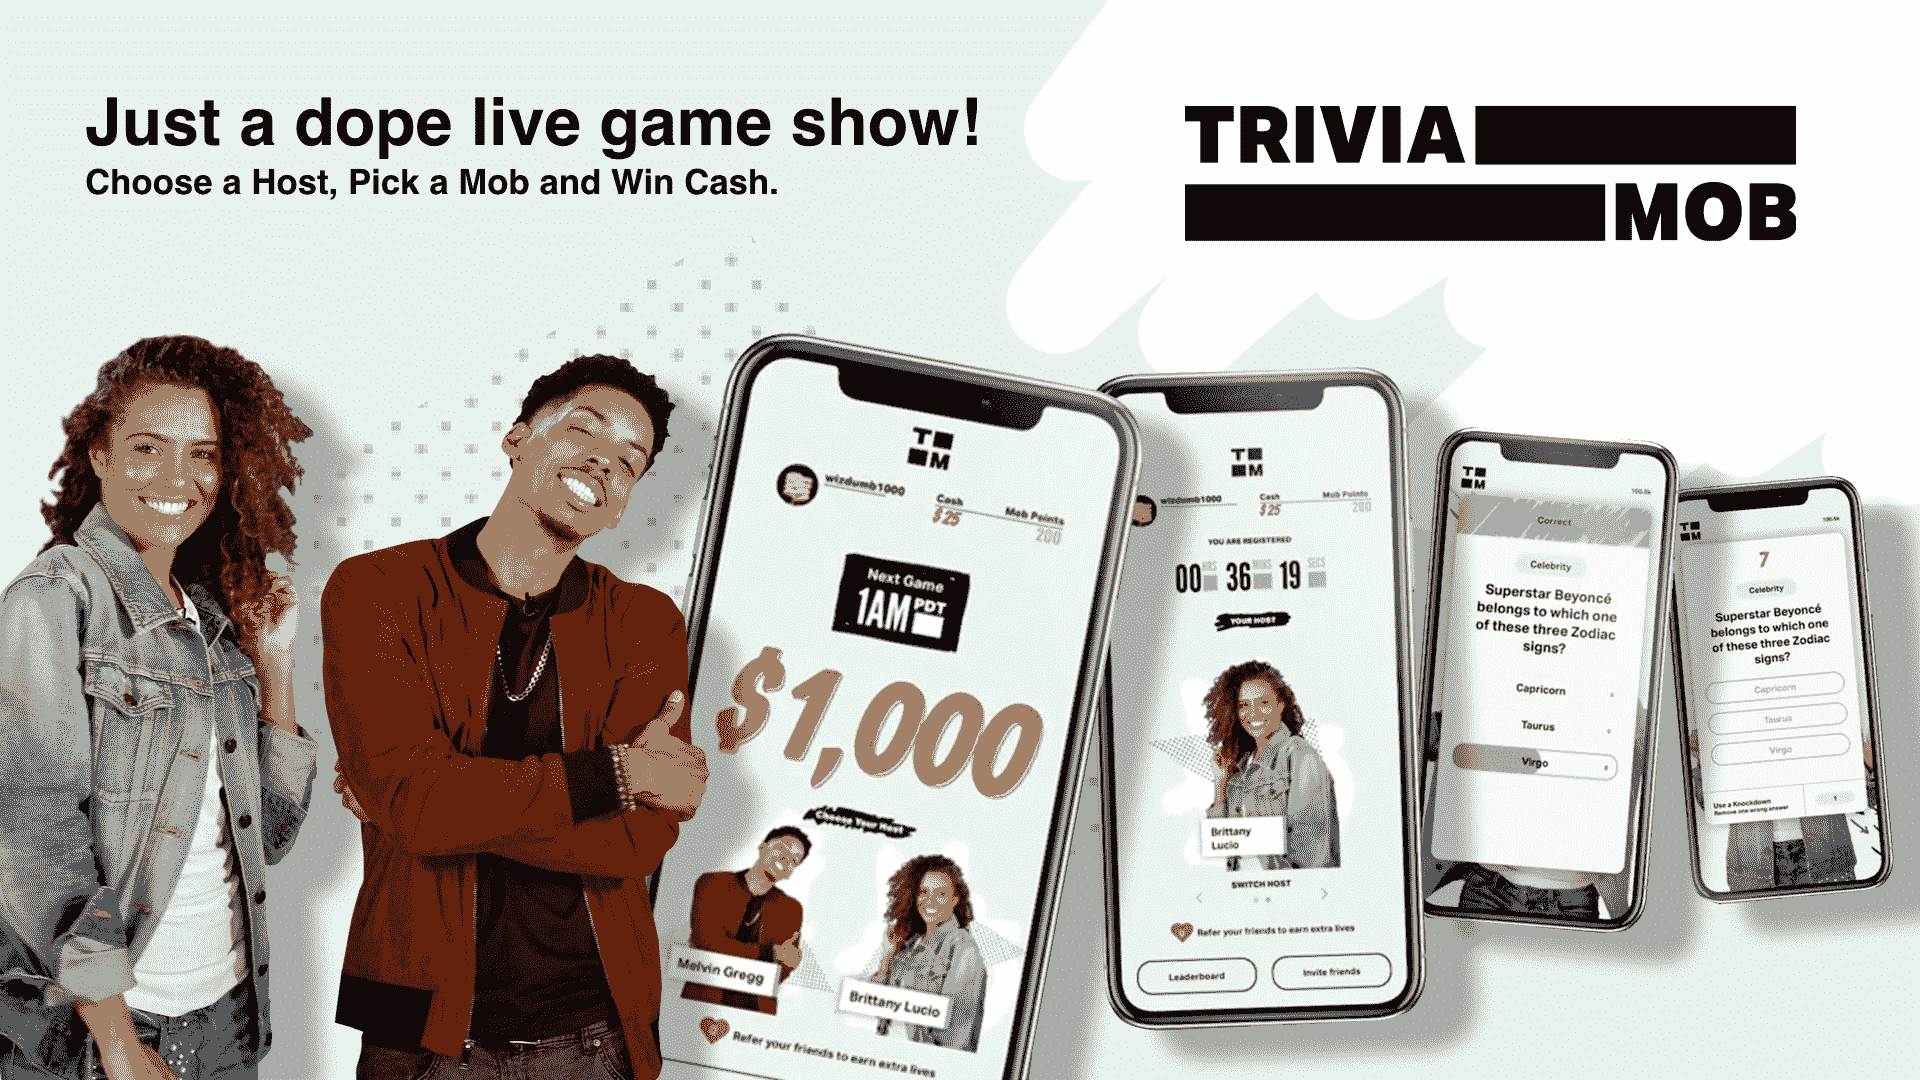 Just a dope live game show!
Choose a Host, Pick a Mob and Win Cash.
TRIVIA
MOB
T
M
wizdumb1000
Cash
$25
Mob Points
200
Next Game
1AM PDT
$1,000
Choose Your Host
Melvin Gregg
Brittany Lucio
Refer your friends to earn extra lives
T
M
wizdumb1000
Cash
$25
Mob Points
200
YOU ARE REGISTERED
00 HRS 36 MINS 19 SECS
YOUR HOST
Brittany
Lucio
SWITCH HOST
Refer your friends to earn extra lives
Leaderboard
Invite friends
T
M
100.5k
Correct
Celebrity
Superstar Beyoncé
belongs to which one
of these three Zodiac
signs?
Capricorn
Taurus
Virgo
T
M
100.5k
7
Celebrity
Superstar Beyoncé
belongs to which one
of these three Zodiac
signs?
Capricorn
Taurus
Virgo
Use a Knockdown
Remove one wrong answer
1